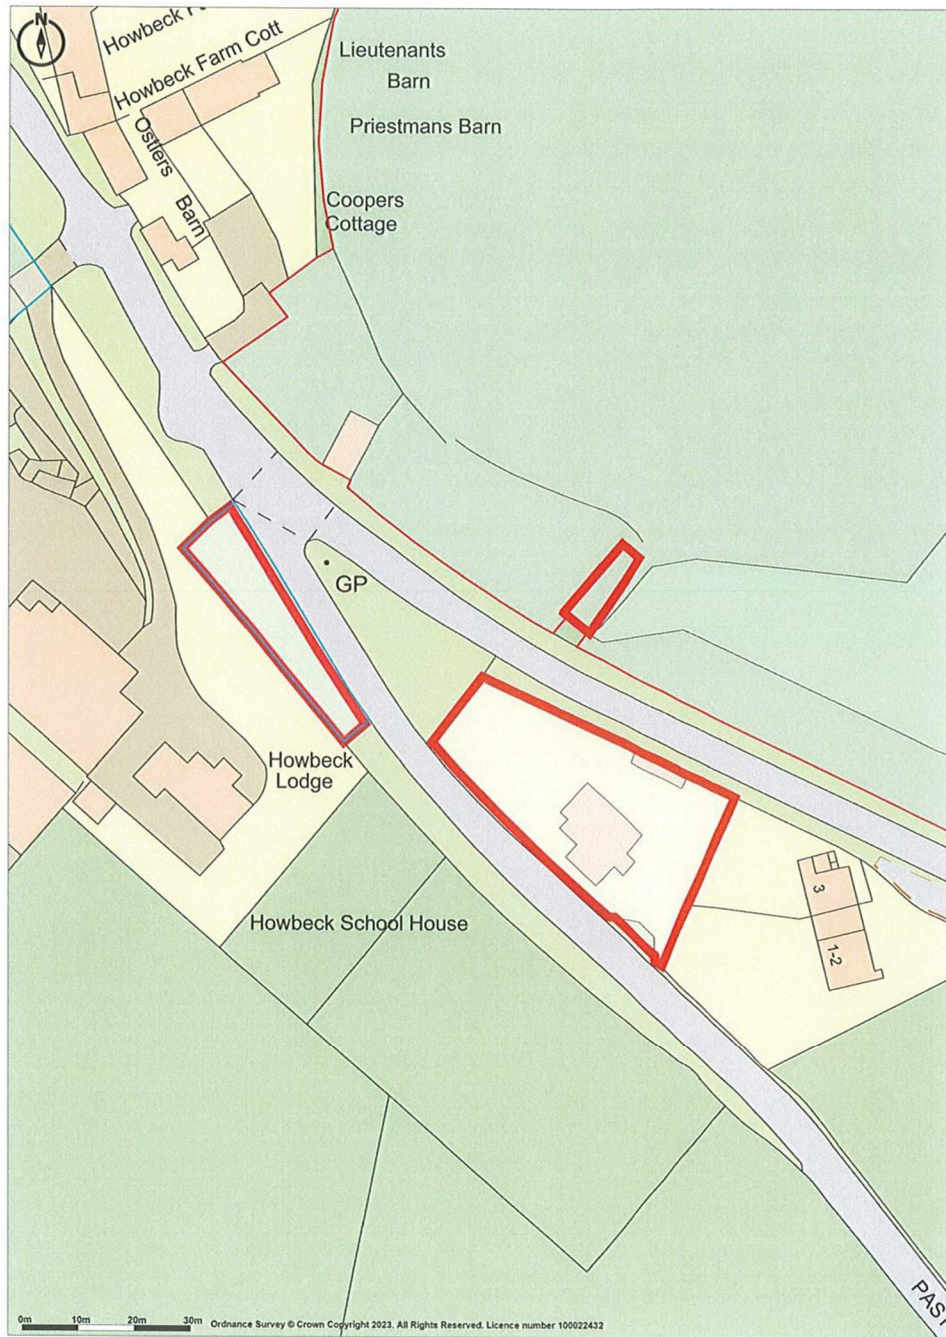 N
Howbeck
Howbeck Farm Cott
Lieutenants
Barn
Priestmans Barn
Ostlers
Barn
Coopers
Cottage
GP
Howbeck
Lodge
3
1-2
Howbeck School House
PAST
0m 10m 20m 30m Ordnance Survey © Crown Copyright 2023. All Rights Reserved. Licence number 100022432